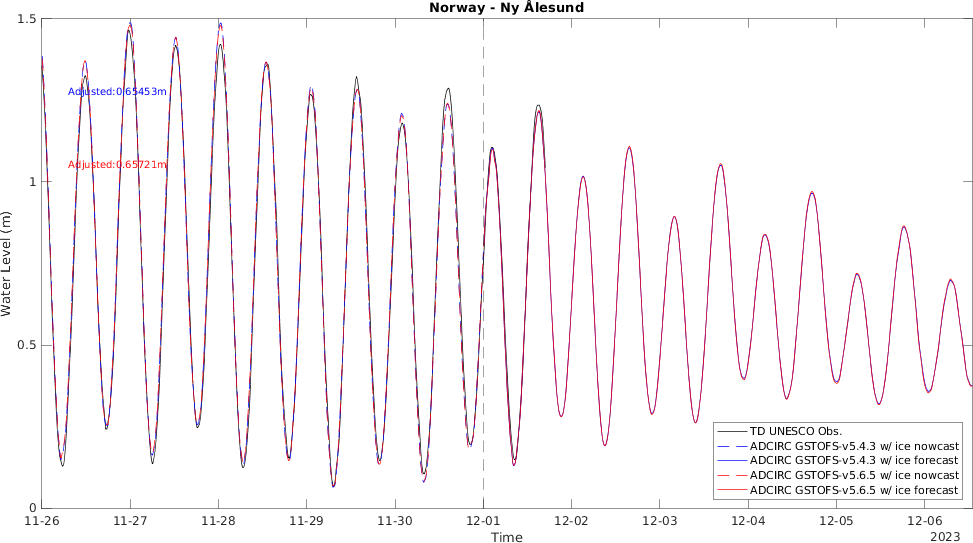 Norway - Ny Ålesund
1.5
Adjusted:0.65453m
Adjusted:0.65721m
1
Water Level (m)
0.5
0
TD UNESCO Obs.
ADCIRC GSTOFS-v5.4.3 w/ ice nowcast
ADCIRC GSTOFS-v5.4.3 w/ ice forecast
ADCIRC GSTOFS-v5.6.5 w/ ice nowcast
ADCIRC GSTOFS-v5.6.5 w/ ice forecast
11-26 11-27 11-28 11-29 11-30 12-01 12-02 12-03 12-04 12-05 12-06
Time
2023